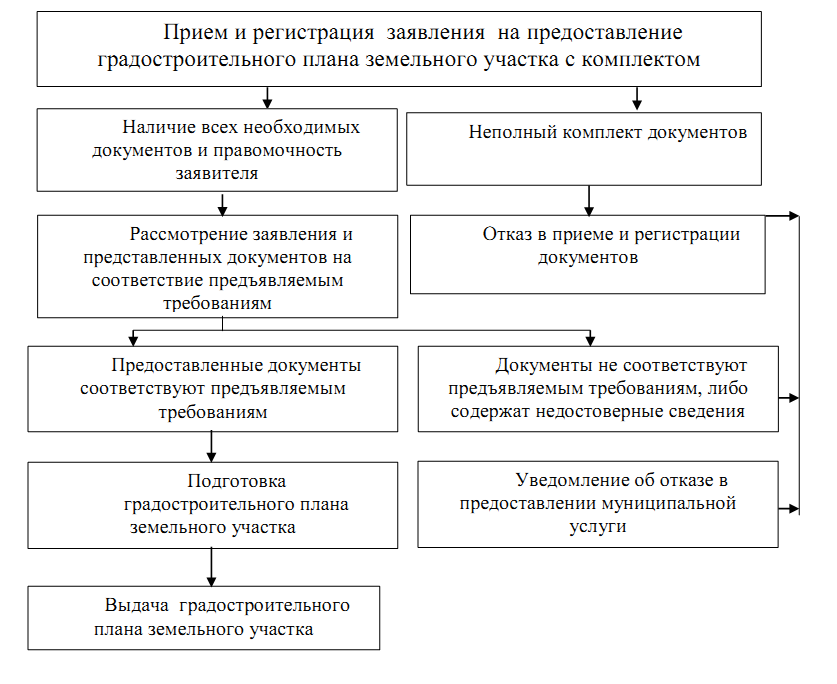 Прием и регистрация заявления на предоставление
градостроительного плана земельного участка с комплектом
Наличие всех необходимых
документов и правомочность
заявителя
Неполный комплект документов
Рассмотрение заявления и
представленных документов на
соответствие предъявляемым
требованиям
Отказ в приеме и регистрации
документов
Предоставленные документы
соответствуют предъявляемым
требованиям
Документы не соответствуют
предъявляемым требованиям, либо
содержат недостоверные сведения
Подготовка
градостроительного плана
земельного участка
Уведомление об отказе в
предоставлении муниципальной
услуги
Выдача градостроительного
плана земельного участка